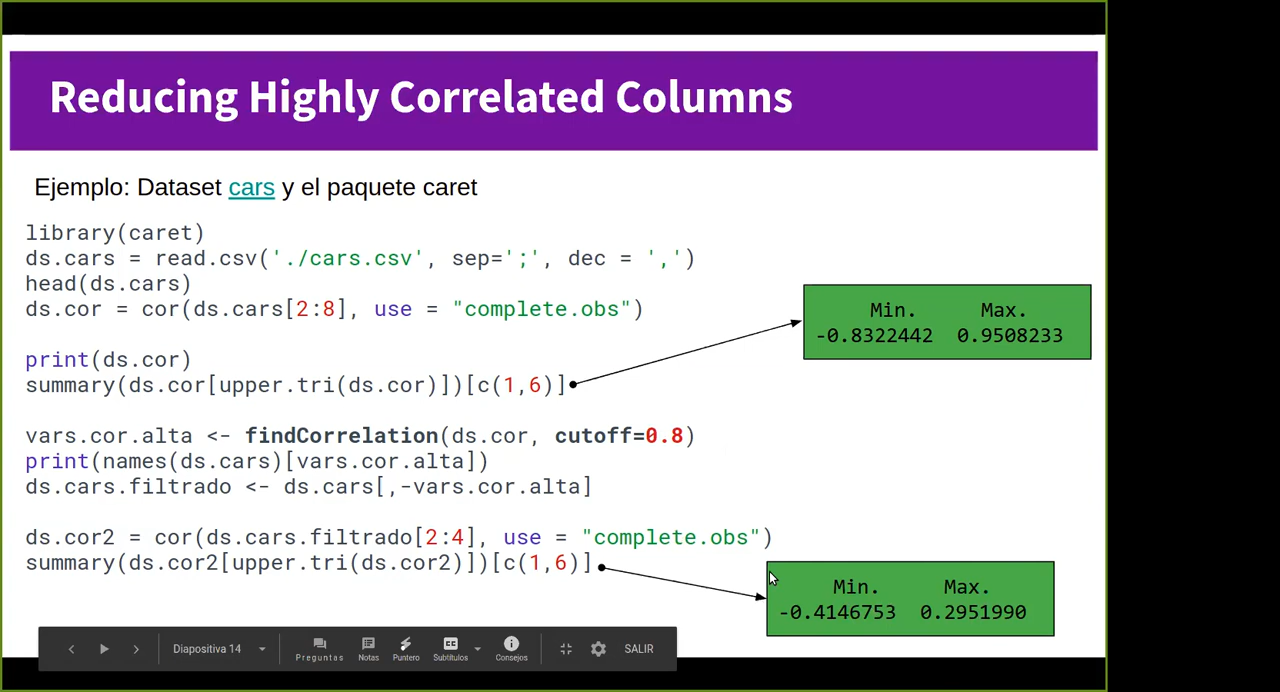 Reducing Highly Correlated Columns
Ejemplo: Dataset cars y el paquete caret
library(caret)
ds.cars = read.csv('./cars.csv', sep=';', dec = ',')
head(ds.cars)
ds.cor = cor(ds.cars[2:8], use = "complete.obs")
Min. Max.
-0.8322442 0.9508233
print(ds.cor)
summary(ds.cor[upper.tri(ds.cor)])[c(1,6)]
vars.cor.alta <- findCorrelation(ds.cor, cutoff=0.8)
print(names(ds.cars)[vars.cor.alta])
ds.cars.filtrado <- ds.cars[,-vars.cor.alta]
ds.cor2 = cor(ds.cars.filtrado[2:4], use = "complete.obs")
summary(ds.cor2[upper.tri(ds.cor2)])[c(1,6)]
Min. Max.
-0.4146753 0.2951990
Diapositiva 14
Preguntas
Notas
Puntero
CC
Subtítulos
Consejos
SALIR